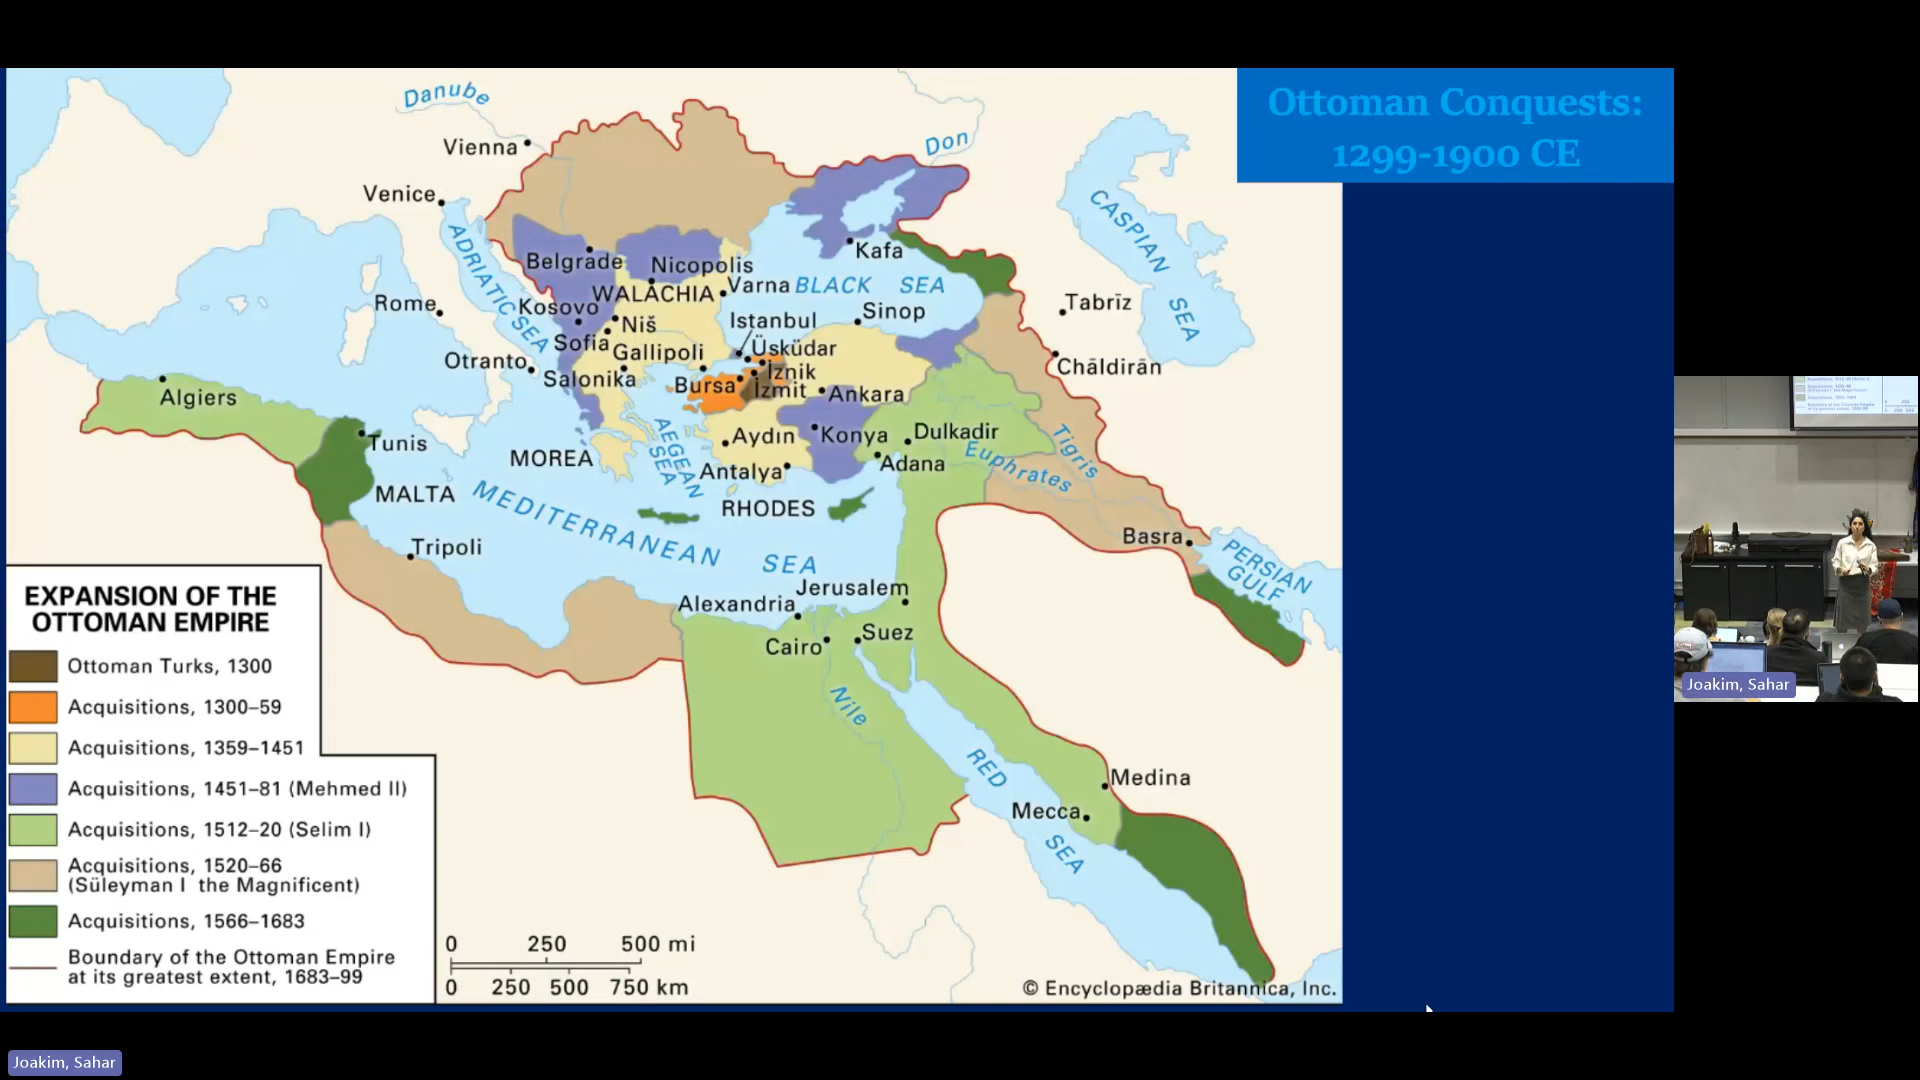 Ottoman Conquests:
1299-1900 CE
Danube
Vienna
Don
Venice
ADRIATIC SEA
CASPIAN SEA
Belgrade
Nicopolis
Kafa
WALACHIA
Varna
BLACK SEA
Rome
Kosovo
Niš
Istanbul
Sinop
Tabrīz
Sofia
Gallipoli
Üsküdar
Otranto
Salonika
Bursa
İznik
İzmit
Ankara
Chāldirān
Algiers
Tunis
AEGEAN SEA
Aydın
Konya
Dulkadir
Tigris
MOREA
Antalya
Adana
Euphrates
MALTA
MEDITERRANEAN SEA
RHODES
Basra
PERSIAN GULF
Tripoli
Jerusalem
Alexandria
Cairo
Suez
Nile
RED SEA
Medina
Mecca
EXPANSION OF THE
OTTOMAN EMPIRE
Ottoman Turks, 1300
Acquisitions, 1300–59
Acquisitions, 1359–1451
Acquisitions, 1451–81 (Mehmed II)
Acquisitions, 1512–20 (Selim I)
Acquisitions, 1520–66
(Süleyman I the Magnificent)
Acquisitions, 1566–1683
Boundary of the Ottoman Empire
at its greatest extent, 1683–99
0 250 500 mi
0 250 500 750 km
© Encyclopædia Britannica, Inc.
Joakim, Sahar
Joakim, Sahar